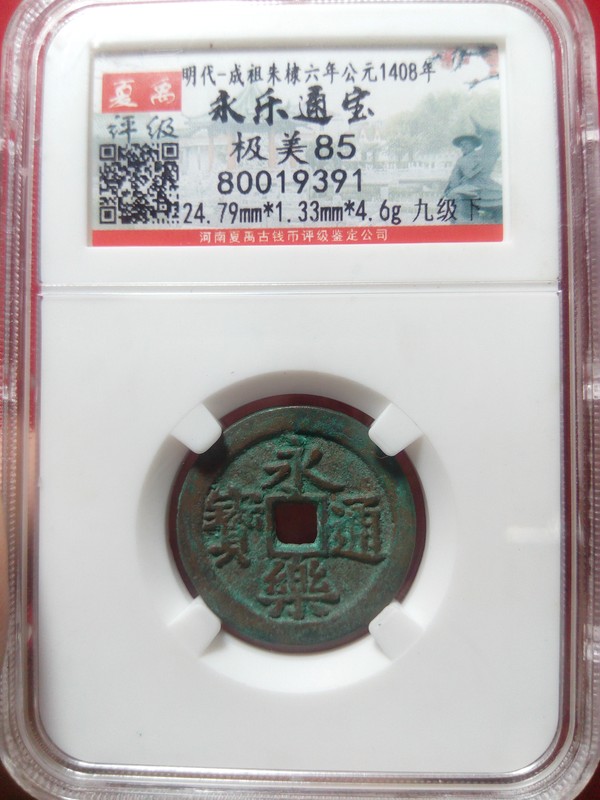 明代-成祖朱棣六年公元1408年
夏禹
评级
永乐通宝
极美85
80019391
24.79mm*1.33mm*4.6g 九级下
河南夏禹古钱币评级鉴定公司
永樂通寶